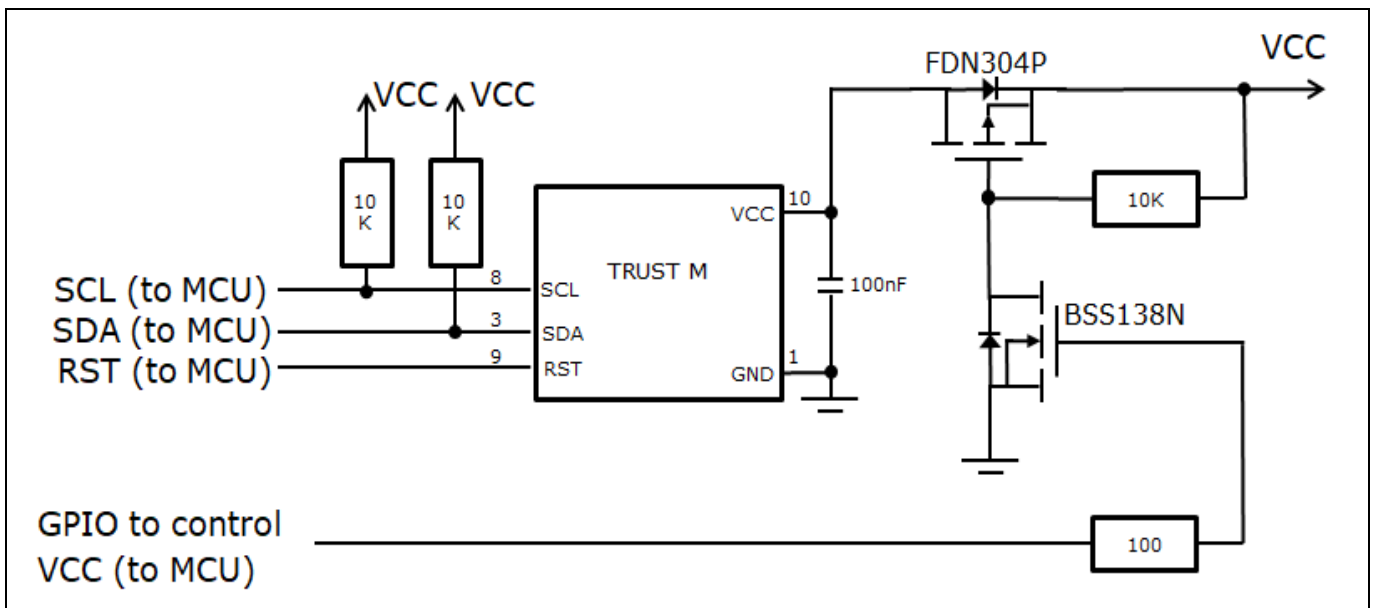 VCC
FDN304P
VCC VCC
10
K
10
K
10
VCC
10K
TRUST M
8
SCL (to MCU)
SCL
100nF
BSS138N
3
SDA (to MCU)
SDA
9
RST (to MCU)
RST
1
GND
GPIO to control
VCC (to MCU)
100